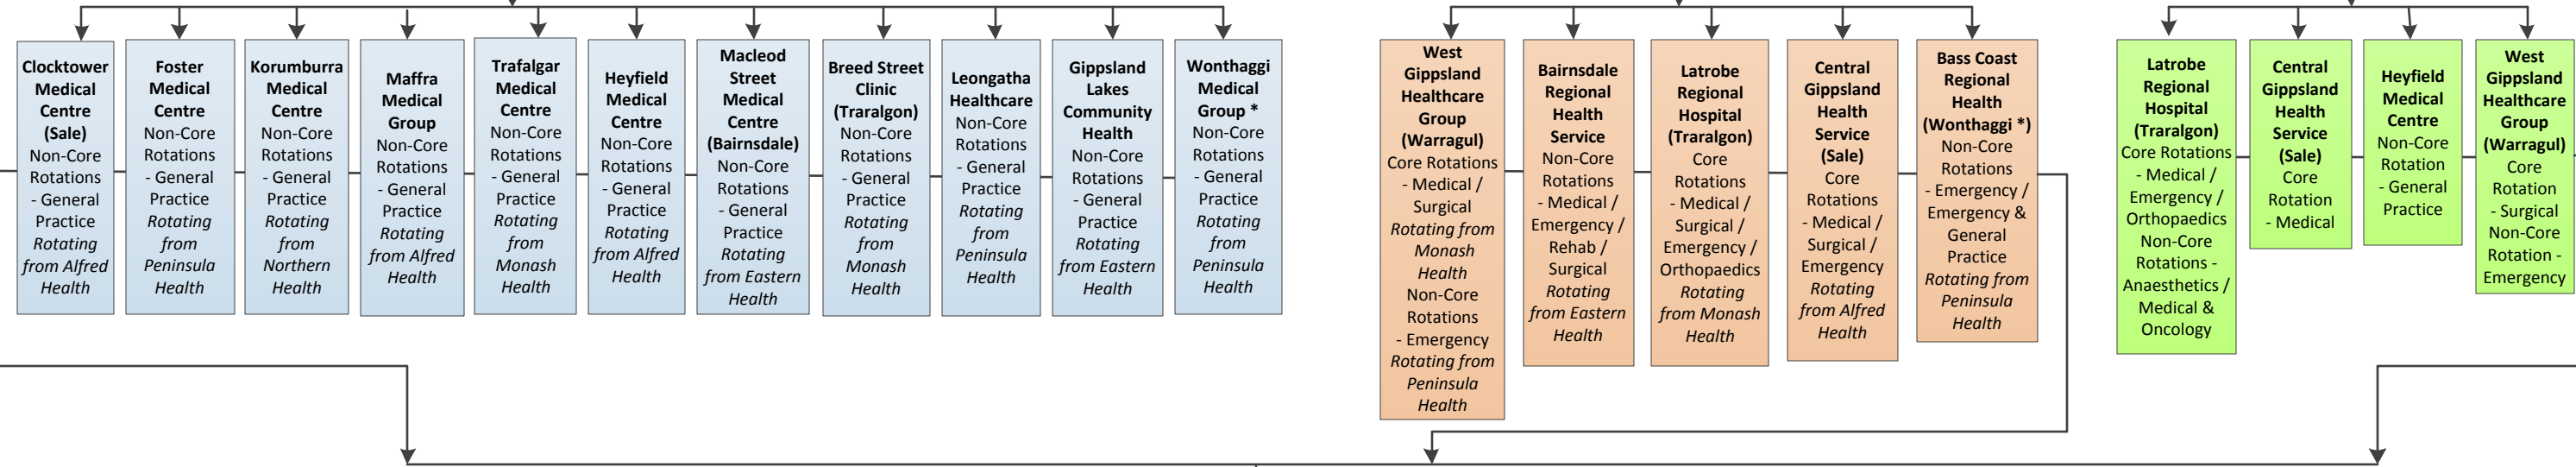 Clocktower
Medical
Centre
(Sale)
Non-Core
Rotations
- General
Practice
Rotating
from Alfred
Health
Foster
Medical
Centre
Non-Core
Rotations
- General
Practice
Rotating
from
Peninsula
Health
Korumburra
Medical
Centre
Non-Core
Rotations
- General
Practice
Rotating
from
Northern
Health
Maffra
Medical
Group
Non-Core
Rotations
- General
Practice
Rotating
from Alfred
Health
Trafalgar
Medical
Centre
Non-Core
Rotations
- General
Practice
Rotating
from
Monash
Health
Heyfield
Medical
Centre
Non-Core
Rotations
- General
Practice
Rotating
from Alfred
Health
Macleod
Street
Medical
Centre
(Bairnsdale)
Non-Core
Rotations
- General
Practice
Rotating
from Eastern
Health
Breed Street
Clinic
(Traralgon)
Non-Core
Rotations
- General
Practice
Rotating
from
Monash
Health
Leongatha
Healthcare
Non-Core
Rotations
- General
Practice
Rotating
from
Peninsula
Health
Gippsland
Lakes
Community
Health
Non-Core
Rotations
- General
Practice
Rotating
from Eastern
Health
Wonthaggi
Medical
Group *
Non-Core
Rotations
- General
Practice
Rotating
from
Peninsula
Health
West
Gippsland
Healthcare
Group
(Warragul)
Core Rotations
- Medical /
Surgical
Rotating from
Monash
Health
Non-Core
Rotations
- Emergency
Rotating from
Peninsula
Health
Bairnsdale
Regional
Health
Service
Non-Core
Rotations
- Medical /
Emergency /
Rehab /
Surgical
Rotating
from Eastern
Health
Latrobe
Regional
Hospital
(Traralgon)
Core
Rotations
- Medical /
Surgical /
Emergency /
Orthopaedics
Rotating
from Monash
Health
Central
Gippsland
Health
Service
(Sale)
Core
Rotations
- Medical /
Surgical /
Emergency
Rotating
from Alfred
Health
Bass Coast
Regional
Health
(Wonthaggi *)
Non-Core
Rotations
- Emergency /
Emergency &
General
Practice
Rotating from
Peninsula
Health
Latrobe
Regional
Hospital
(Traralgon)
Core Rotations
- Medical /
Emergency /
Orthopaedics
Non-Core
Rotations -
Anaesthetics /
Medical &
Oncology
Central
Gippsland
Health
Service
(Sale)
Core
Rotation
- Medical
Heyfield
Medical
Centre
Non-Core
Rotation
- General
Practice
West
Gippsland
Healthcare
Group
(Warragul)
Core
Rotation
- Surgical
Non-Core
Rotation -
Emergency